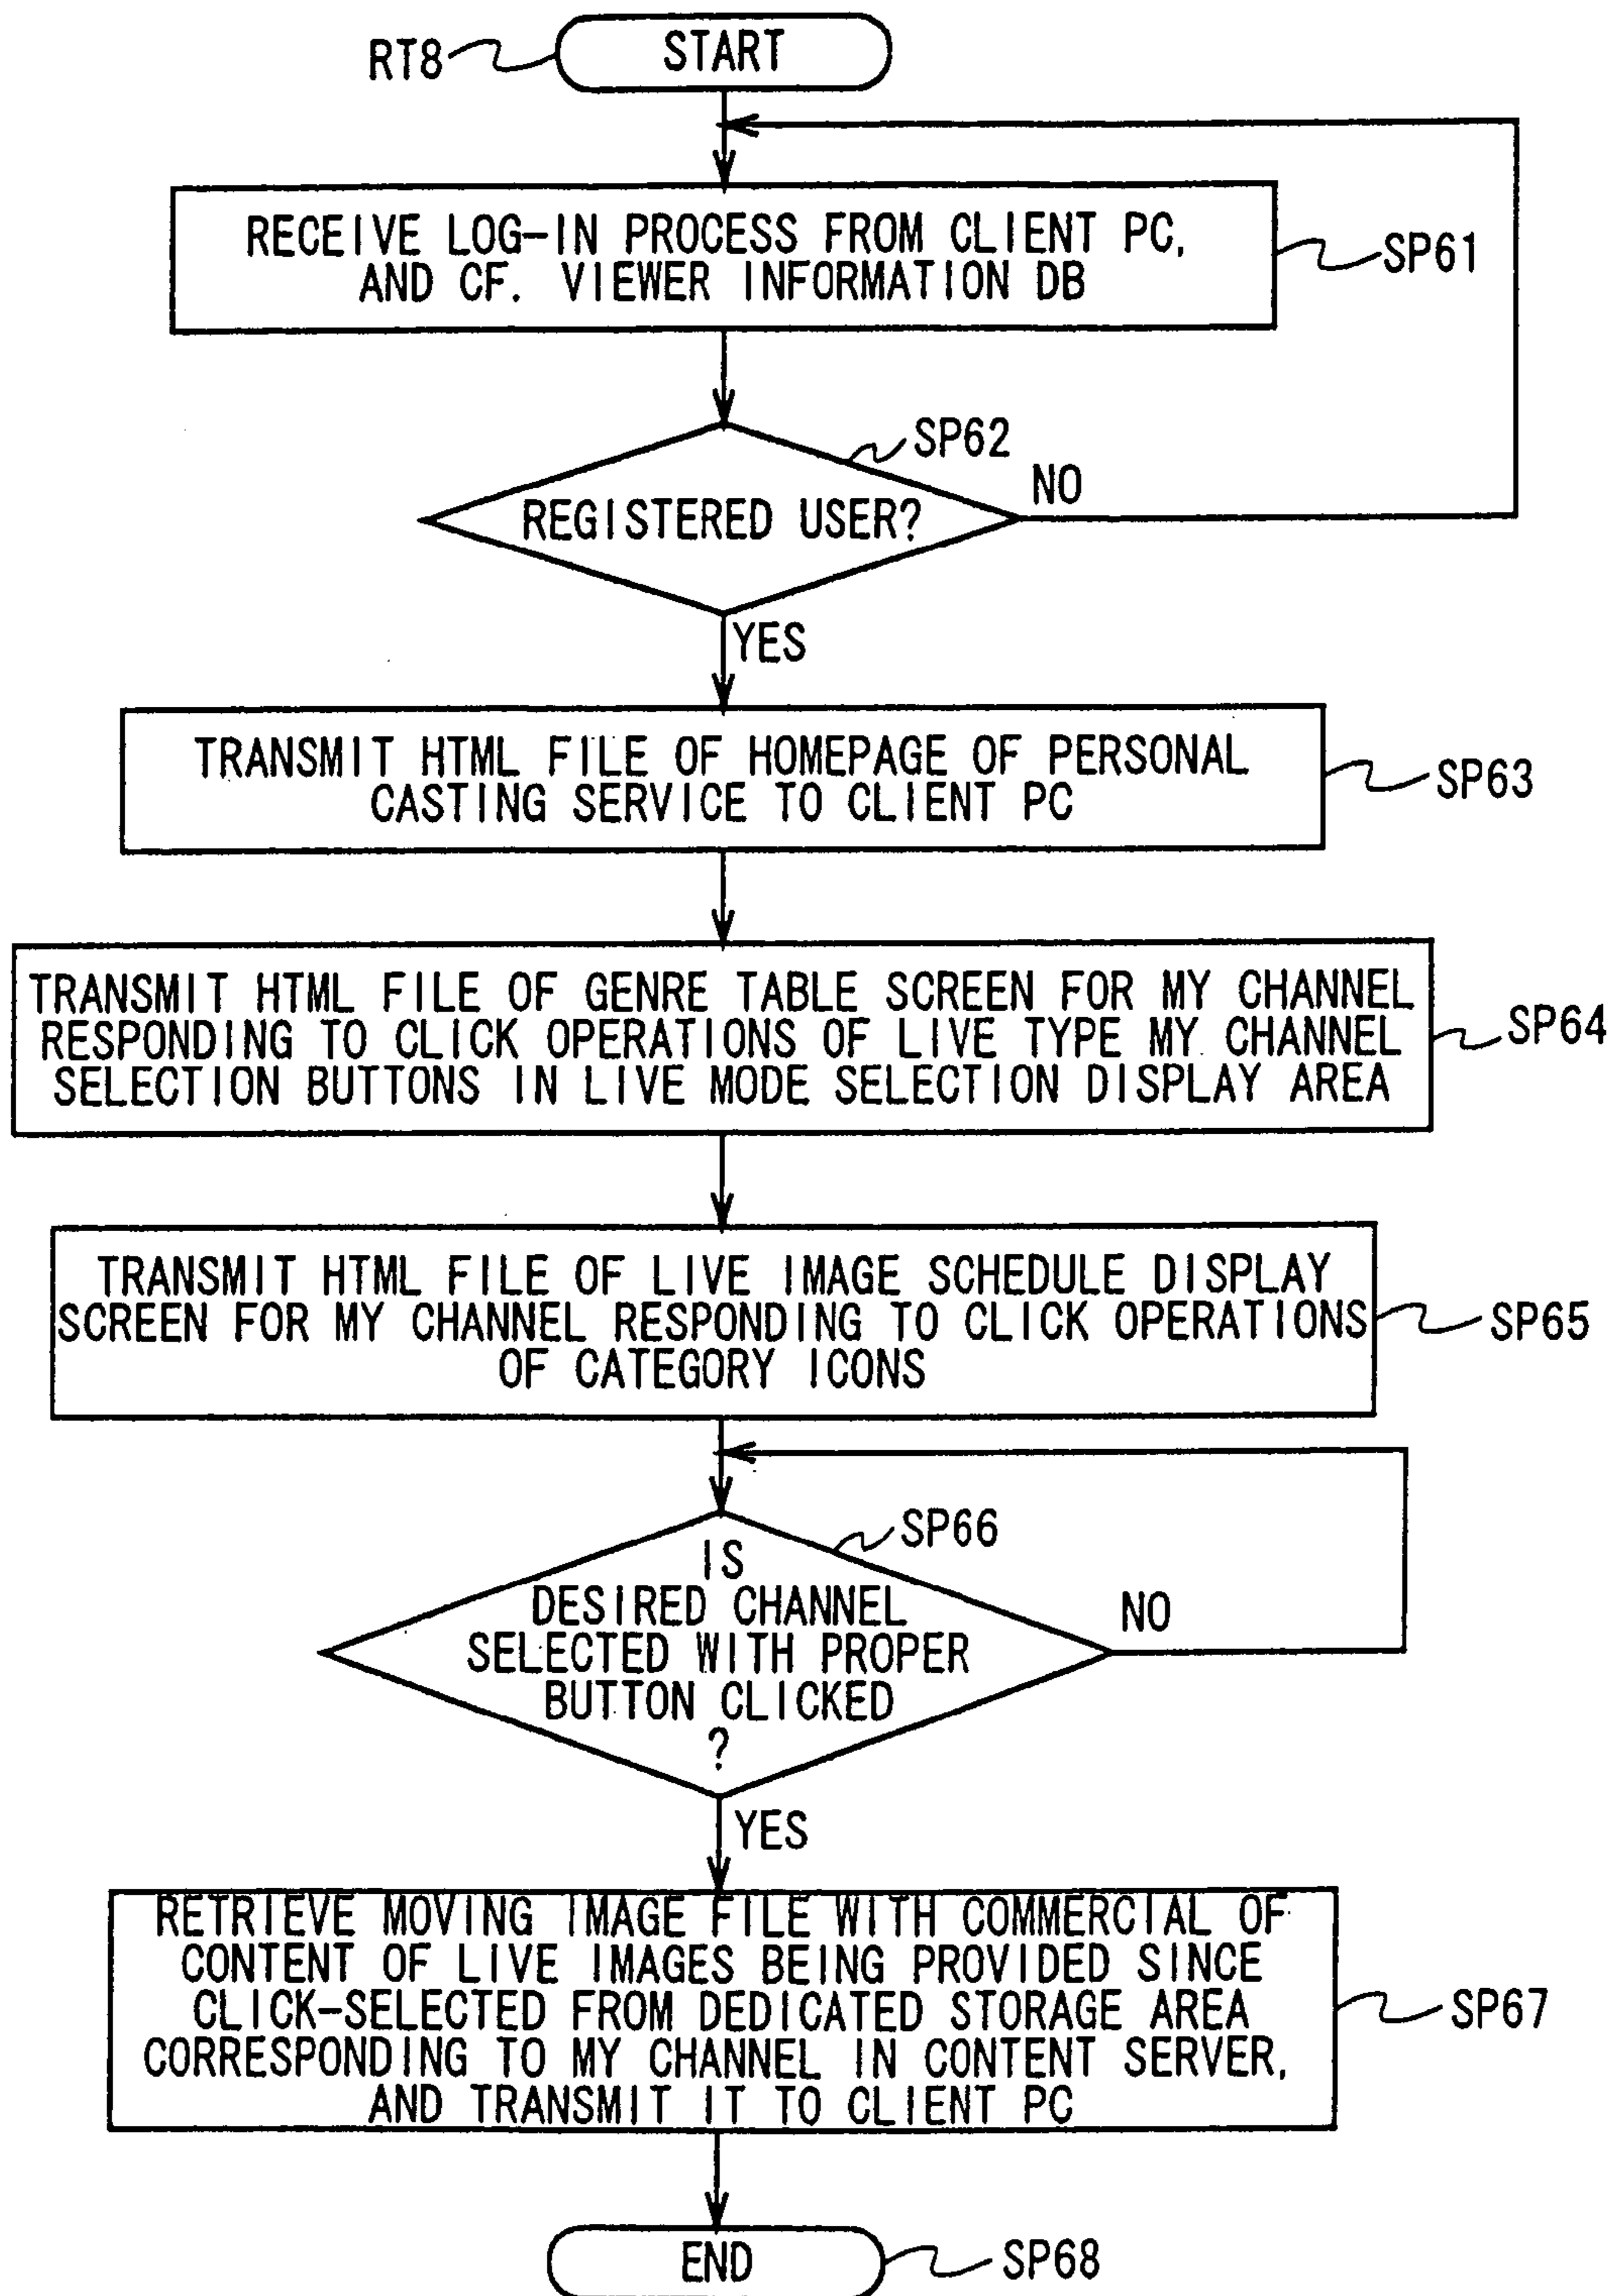 RT8
START
RECEIVE LOG-IN PROCESS FROM CLIENT PC,
AND CF. VIEWER INFORMATION DB
SP61
SP62
REGISTERED USER?
NO
YES
TRANSMIT HTML FILE OF HOMEPAGE OF PERSONAL
CASTING SERVICE TO CLIENT PC
SP63
TRANSMIT HTML FILE OF GENRE TABLE SCREEN FOR MY CHANNEL
RESPONDING TO CLICK OPERATIONS OF LIVE TYPE MY CHANNEL
SELECTION BUTTONS IN LIVE MODE SELECTION DISPLAY AREA
SP64
TRANSMIT HTML FILE OF LIVE IMAGE SCHEDULE DISPLAY
SCREEN FOR MY CHANNEL RESPONDING TO CLICK OPERATIONS
OF CATEGORY ICONS
SP65
SP66
IS
DESIRED CHANNEL
SELECTED WITH PROPER
BUTTON CLICKED
?
NO
YES
RETRIEVE MOVING IMAGE FILE WITH COMMERCIAL OF
CONTENT OF LIVE IMAGES BEING PROVIDED SINCE
CLICK-SELECTED FROM DEDICATED STORAGE AREA
CORRESPONDING TO MY CHANNEL IN CONTENT SERVER,
AND TRANSMIT IT TO CLIENT PC
SP67
END
SP68